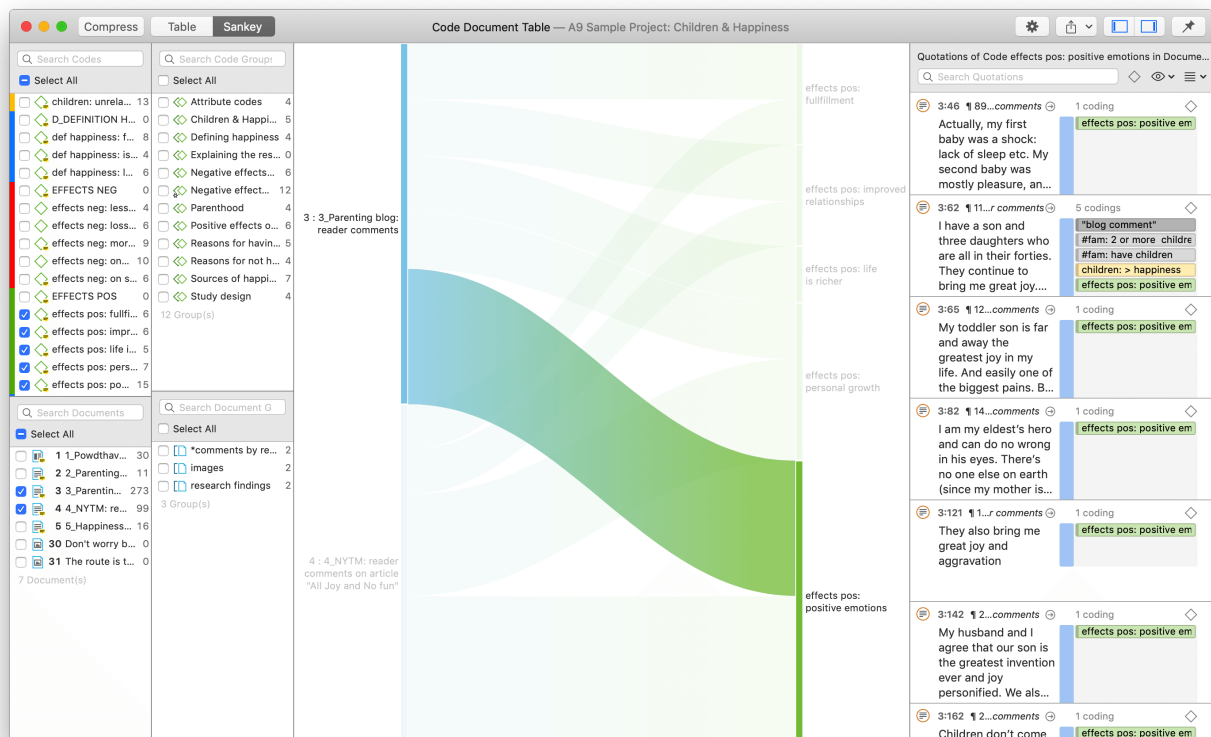 Compress
Table
Sankey
Code Document Table — A9 Sample Project: Children & Happiness
Search Codes
Select All
children: unrela... 13
D_DEFINITION H... 0
def happiness: f... 8
def happiness: is... 4
def happiness: l... 6
EFFECTS NEG 0
effects neg: less... 4
effects neg: loss... 6
effects neg: mor... 9
effects neg: on... 10
effects neg: on s... 6
EFFECTS POS 0
effects pos: fullfi... 6
effects pos: impr... 6
effects pos: life i... 5
effects pos: pers... 7
effects pos: po... 15
Search Code Groups
Select All
Attribute codes 4
Children & Happi... 5
Defining happiness 4
Explaining the res... 0
Negative effects... 6
Negative effect... 12
Parenthood 4
Positive effects o... 6
Reasons for havin... 5
Reasons for not h... 4
Sources of happi... 7
Study design 4
12 Group(s)
Search Documents
Select All
1 1_Powdthav... 30
2 2_Parenting... 11
3 3_Parentin... 273
4 4_NYTM: re... 99
5 5_Happiness... 16
30 Don't worry b... 0
31 The route is t... 0
7 Document(s)
Search Document G
Select All
*comments by re... 2
images 2
research findings 2
3 Group(s)
3 : 3_Parenting blog:
reader comments
4 : 4_NYTM: reader
comments on article
"All Joy and No fun"
effects pos:
fullfillment
effects pos: improved
relationships
effects pos: life
is richer
effects pos:
personal growth
effects pos:
positive emotions
Quotations of Code effects pos: positive emotions in Docume...
Search Quotations
3:46 ¶ 89...comments
1 coding
Actually, my first
baby was a shock:
lack of sleep etc. My
second baby was
mostly pleasure, an...
effects pos: positive em
3:62 ¶ 11...r comments
5 codings
I have a son and
three daughters who
are all in their forties.
They continue to
bring me great joy....
"blog comment"
#fam: 2 or more childre
#fam: have children
children: > happiness
effects pos: positive em
3:65 ¶ 12...comments
1 coding
My toddler son is far
and away the
greatest joy in my
life. And easily one of
the biggest pains. B...
effects pos: positive em
3:82 ¶ 14...comments
1 coding
I am my eldest's hero
and can do no wrong
in his eyes. There's
no one else on earth
(since my mother is...
effects pos: positive em
3:121 ¶ 1...r comments
1 coding
They also bring me
great joy and
aggravation
effects pos: positive em
3:142 ¶ 2...comments
1 coding
My husband and I
agree that our son is
the greatest invention
ever and joy
personified. We als...
effects pos: positive em
3:162 ¶ 2...comments
1 coding
Children don't come
effects pos: positive em